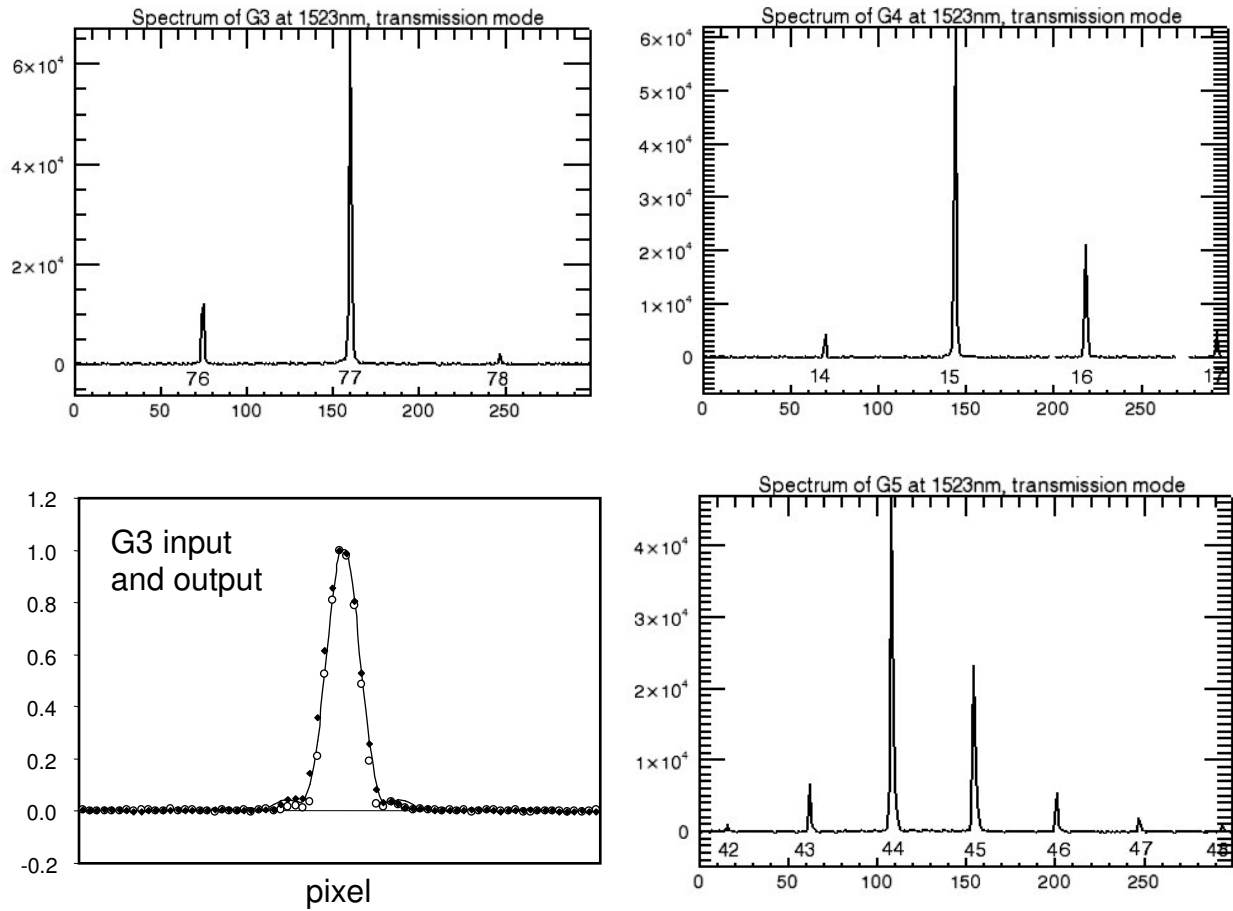 Spectrum of G3 at 1523nm, transmission mode
6×10⁴
4×10⁴
2×10⁴
0
76 77 78
0 50 100 150 200 250
Spectrum of G4 at 1523nm, transmission mode
6×10⁴
5×10⁴
4×10⁴
3×10⁴
2×10⁴
1×10⁴
0
14 15 16 17
0 50 100 150 200 250
1.2
1.0
0.8
0.6
0.4
0.2
0.0
-0.2
G3 input
and output
pixel
Spectrum of G5 at 1523nm, transmission mode
4×10⁴
3×10⁴
2×10⁴
1×10⁴
0
42 43 44 45 46 47 48
0 50 100 150 200 250